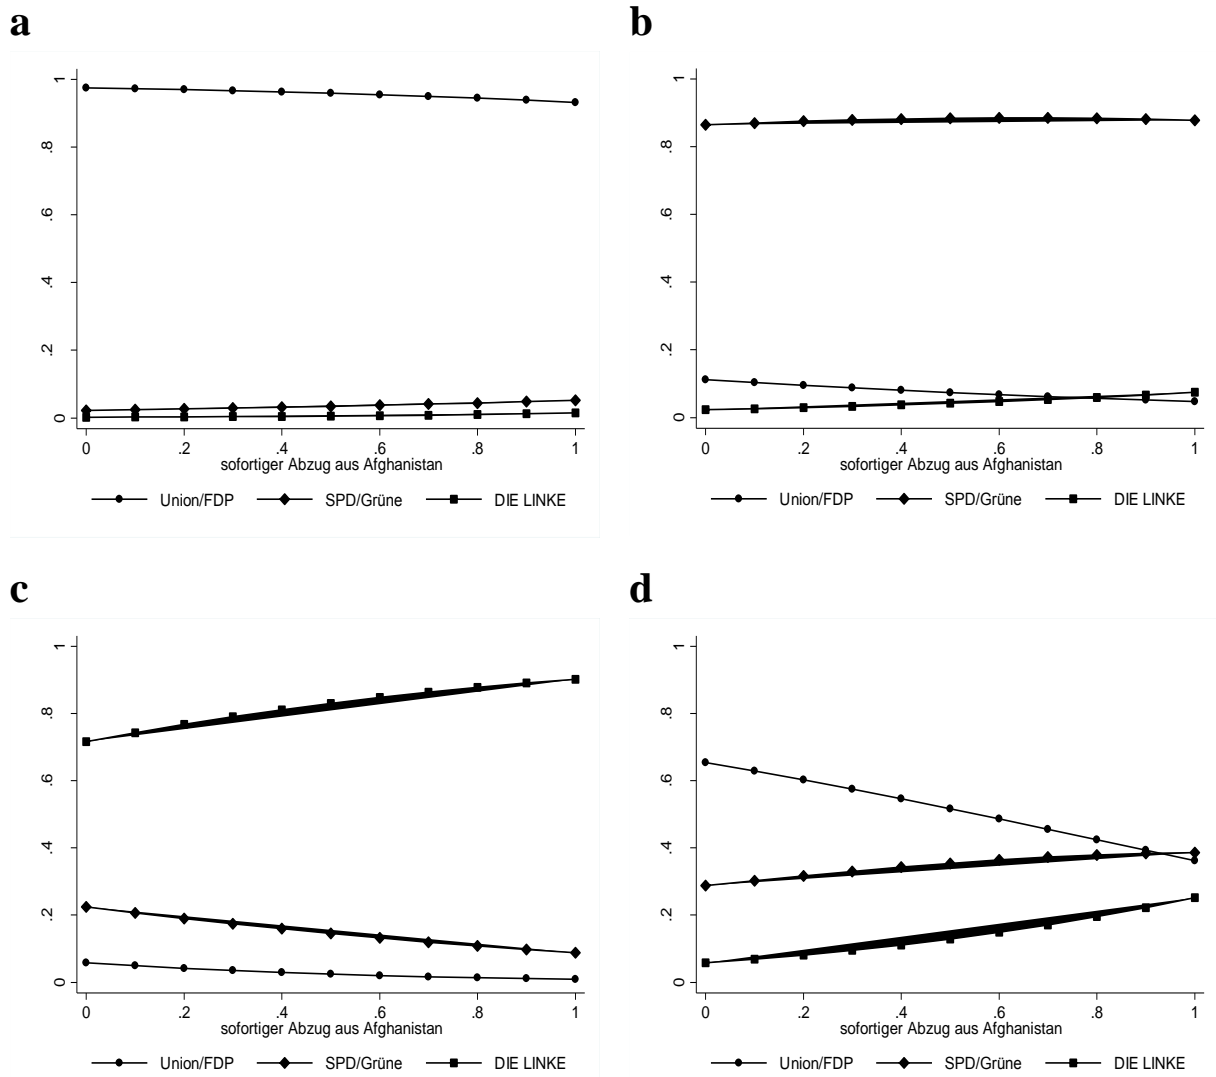 a
1
.8
.6
.4
.2
0
0 .2 .4 .6 .8 1
sofortiger Abzug aus Afghanistan
Union/FDP SPD/Grüne DIE LINKE
b
1
.8
.6
.4
.2
0
0 .2 .4 .6 .8 1
sofortiger Abzug aus Afghanistan
Union/FDP SPD/Grüne DIE LINKE
c
1
.8
.6
.4
.2
0
0 .2 .4 .6 .8 1
sofortiger Abzug aus Afghanistan
Union/FDP SPD/Grüne DIE LINKE
d
1
.8
.6
.4
.2
0
0 .2 .4 .6 .8 1
sofortiger Abzug aus Afghanistan
Union/FDP SPD/Grüne DIE LINKE